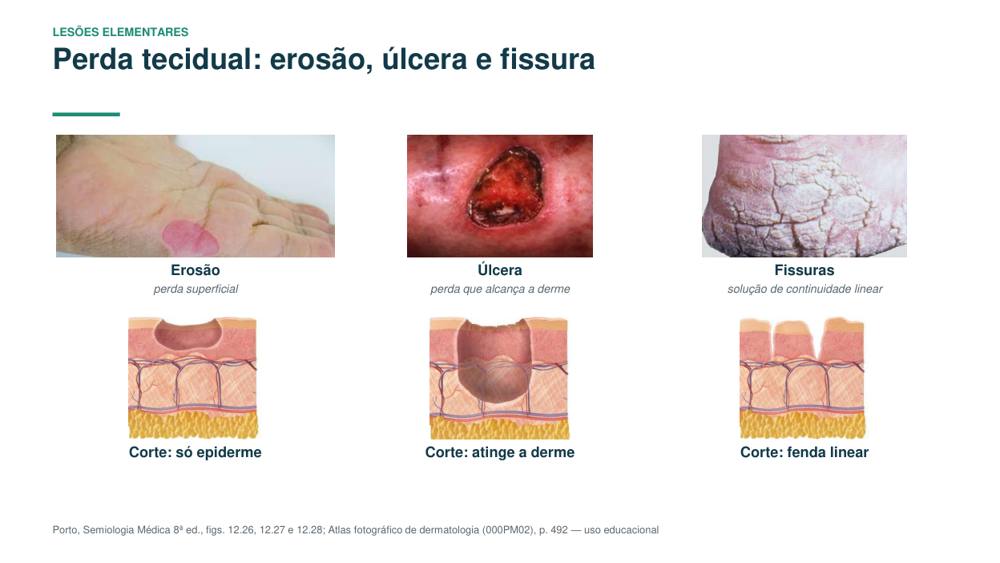 LESÕES ELEMENTARES
Perda tecidual: erosão, úlcera e fissura
Erosão
perda superficial
Úlcera
perda que alcança a derme
Fissuras
solução de continuidade linear
Corte: só epiderme
Corte: atinge a derme
Corte: fenda linear
Porto, Semiologia Médica 8ª ed., figs. 12.26, 12.27 e 12.28; Atlas fotográfico de dermatologia (000PM02), p. 492 — uso educacional